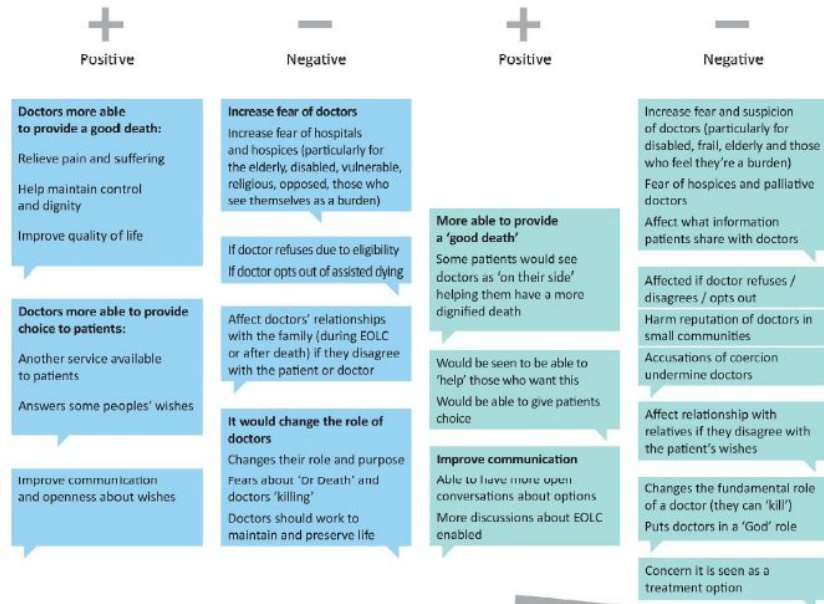 Positive
Doctors more able
to provide a good death:
Relieve pain and suffering
Help maintain control
and dignity
Improve quality of life
Doctors more able to provide
choice to patients:
Another service available
to patients
Answers some peoples’ wishes
Improve communication
and openness about wishes
Negative
Increase fear of doctors
Increase fear of hospitals
and hospices (particularly for
the elderly, disabled, vulnerable,
religious, opposed, those who
see themselves as a burden)
If doctor refuses due to eligibility
If doctor opts out of assisted dying
Affect doctors’ relationships
with the family (during EOLC
or after death) if they disagree
with the patient or doctor
It would change the role of
doctors
Changes their role and purpose
Fears about ‘Dr Death’ and
doctors ‘killing’
Doctors should work to
maintain and preserve life
Positive
More able to provide
a ‘good death’
Some patients would see
doctors as ‘on their side’
helping them have a more
dignified death
Would be seen to be able to
‘help’ those who want this
Would be able to give patients
choice
Improve communication
Able to have more open
conversations about options
More discussions about EOLC
enabled
Negative
Increase fear and suspicion
of doctors (particularly for
disabled, frail, elderly and those
who feel they’re a burden)
Fear of hospices and palliative
doctors
Affect what information
patients share with doctors
Affected if doctor refuses /
disagrees / opts out
Harm reputation of doctors in
small communities
Accusations of coercion
undermine doctors
Affect relationship with
relatives if they disagree with
the patient’s wishes
Changes the fundamental role
of a doctor (they can ‘kill’)
Puts doctors in a ‘God’ role
Concern it is seen as a
treatment option